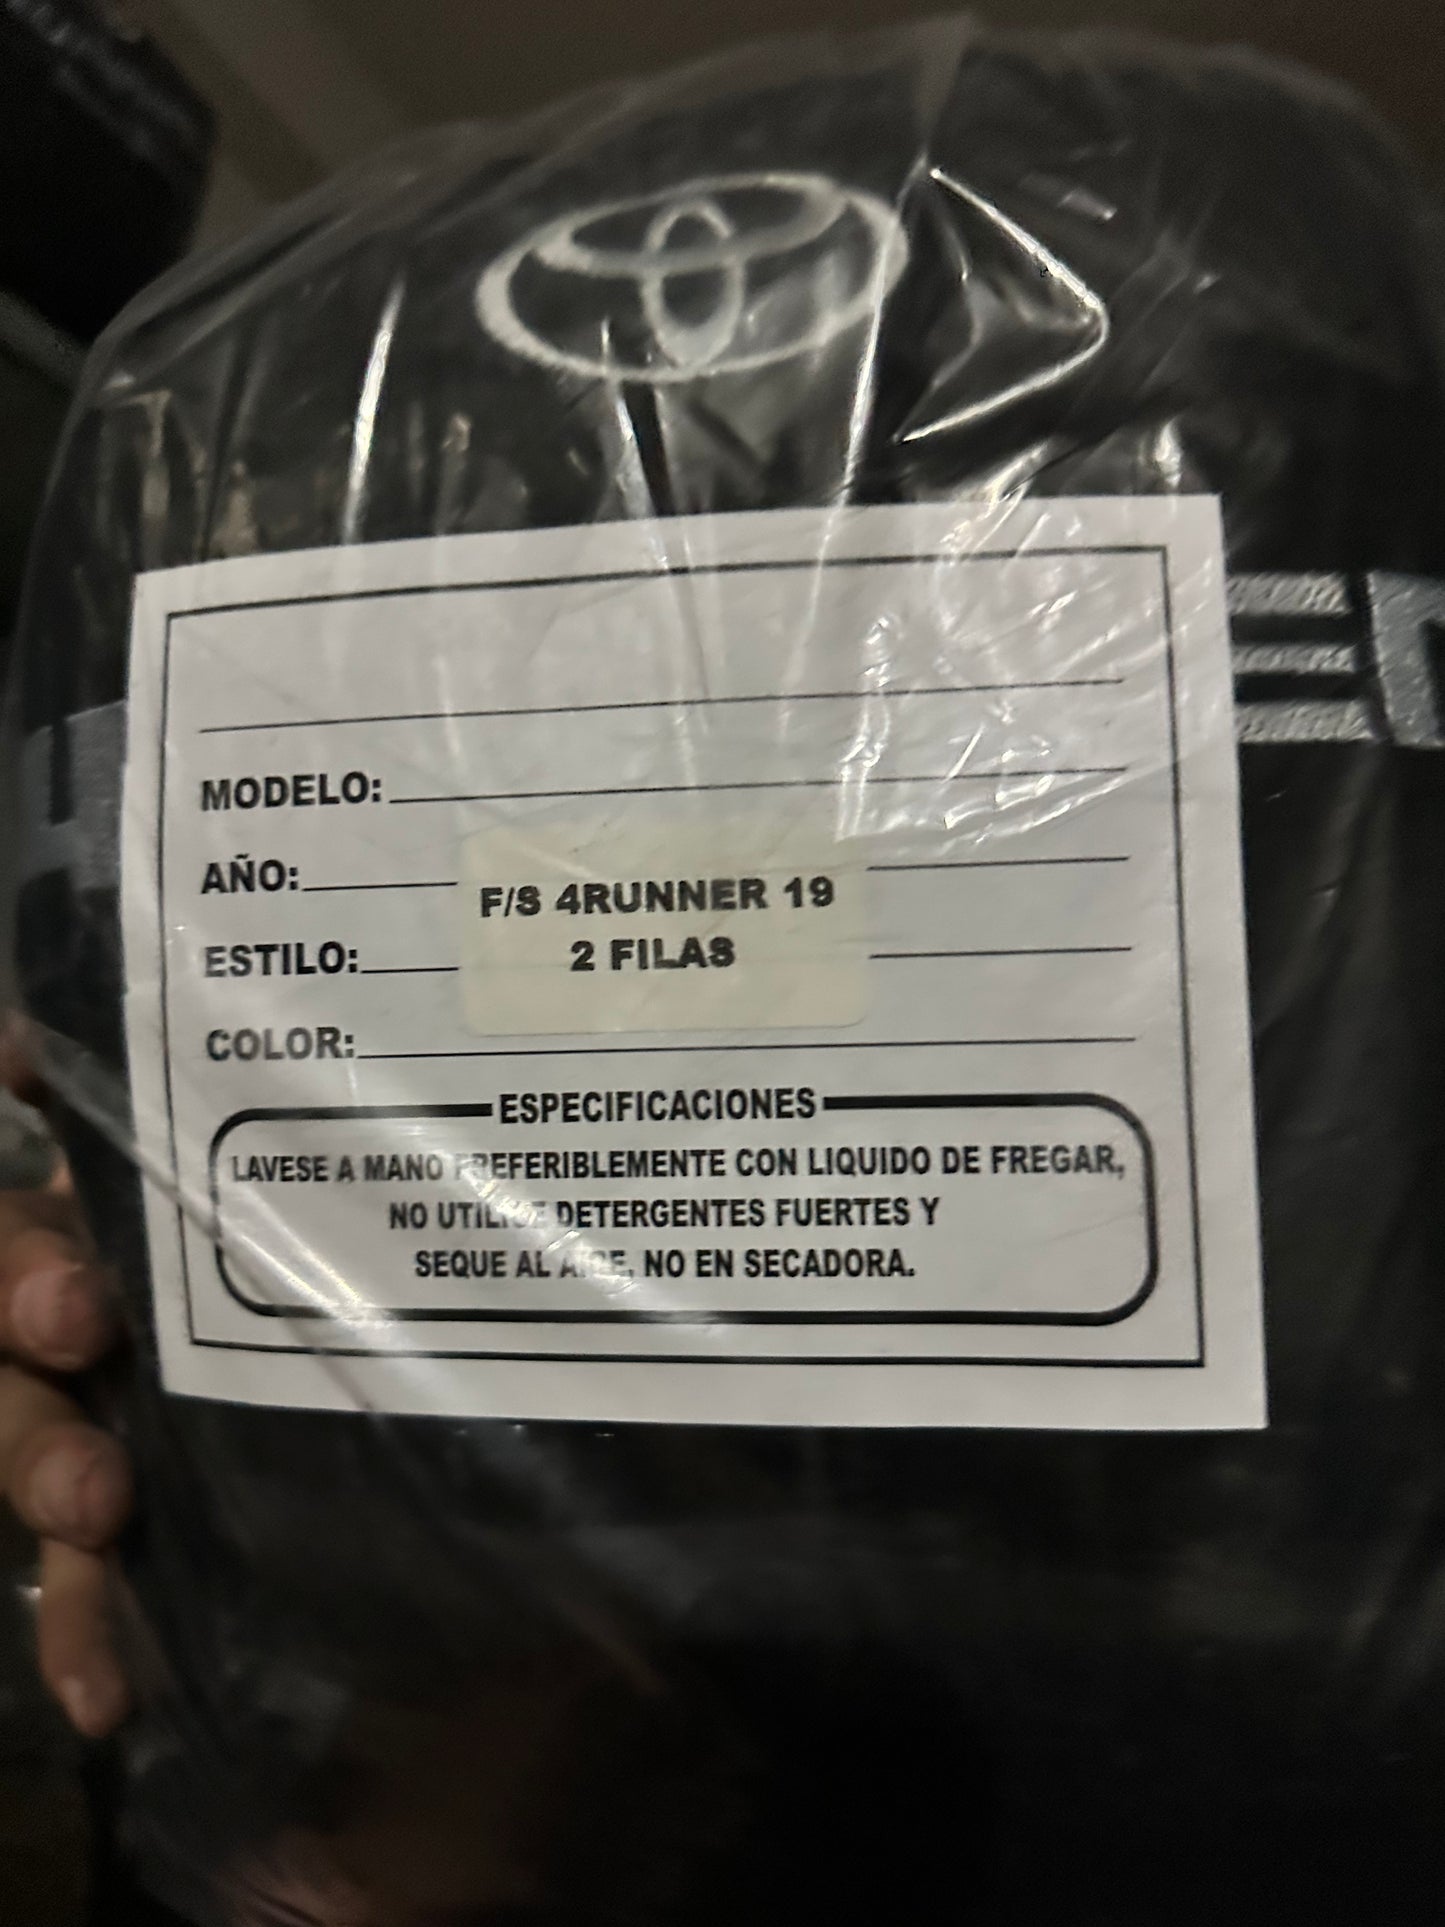 MODELO:
AÑO:
F/S 4RUNNER 19
ESTILO:
2 FILAS
COLOR:
ESPECIFICACIONES
LAVESE A MANO PREFERIBLEMENTE CON LIQUIDO DE FREGAR,
NO UTILICE DETERGENTES FUERTES Y
SEQUE AL AIRE, NO EN SECADORA.